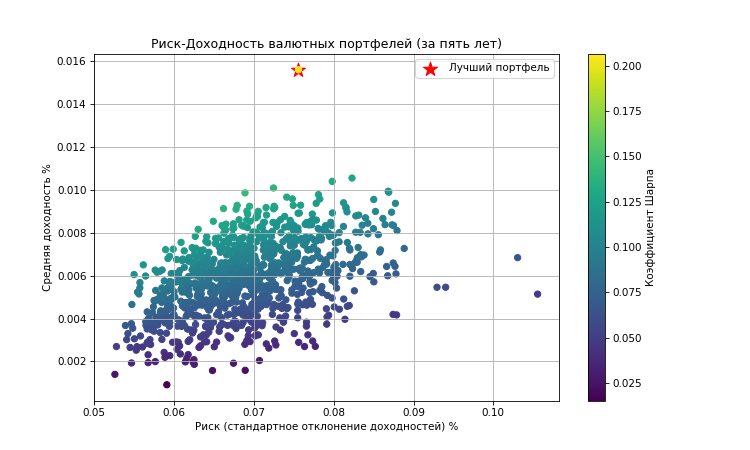 Риск-Доходность валютных портфелей (за пять лет)
Лучший портфель
Средняя доходность %
0.016
0.014
0.012
0.010
0.008
0.006
0.004
0.002
0.05 0.06 0.07 0.08 0.09 0.10
Риск (стандартное отклонение доходностей) %
0.200
0.175
0.150
0.125
0.100
0.075
0.050
0.025
Коэффициент Шарпа